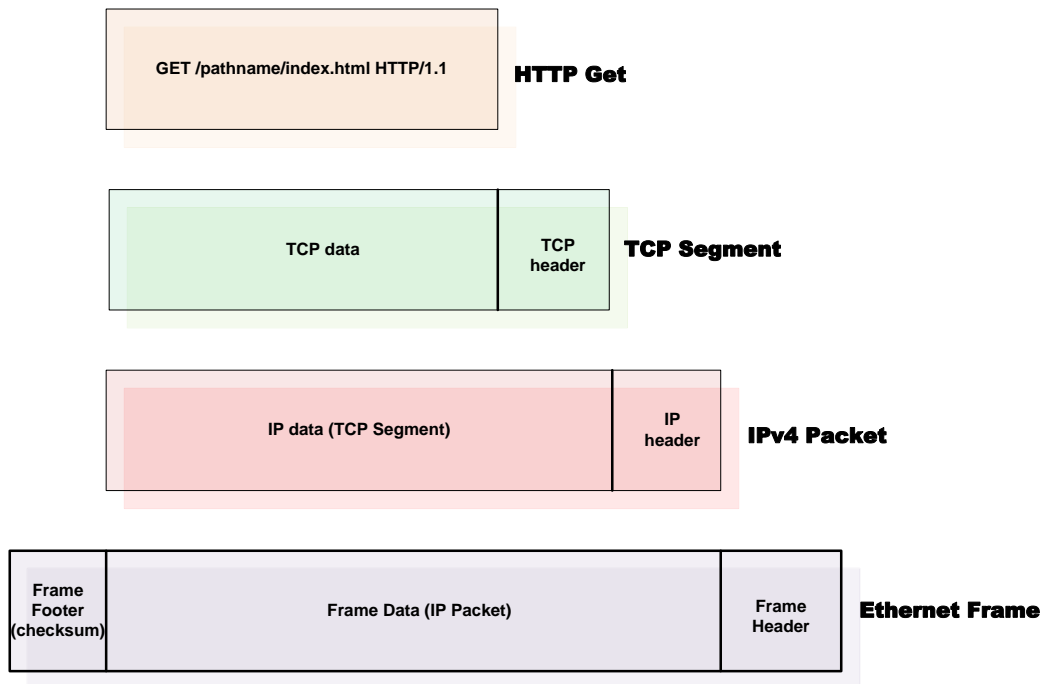 GET /pathname/index.html HTTP/1.1
HTTP Get
TCP data
TCP
header
TCP Segment
IP data (TCP Segment)
IP
header
IPv4 Packet
Frame
Footer
(checksum)
Frame Data (IP Packet)
Frame
Header
Ethernet Frame